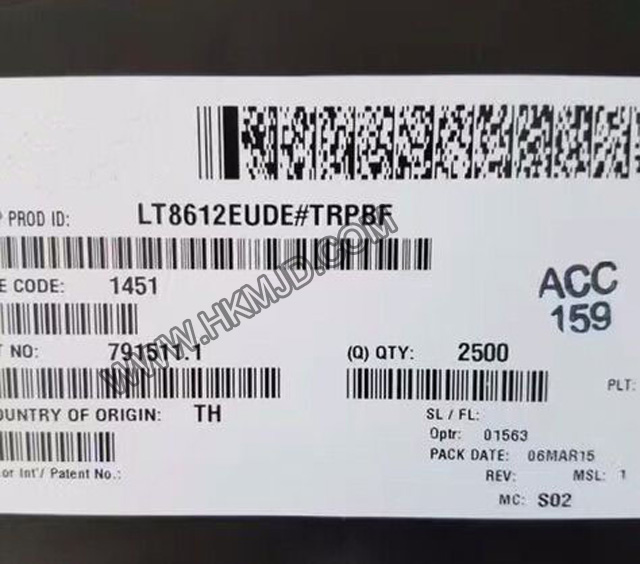 P PROD ID: LT8612EUDE#TRPBF
E CODE: 1451
ACC
159
T NO: 791511.1 (Q) QTY: 2500
PLT:
OUNTRY OF ORIGIN: TH
SL / FL:
Optr: 01563
PACK DATE: 06MAR15
REV: MSL: 1
MC: S02
or Int'/ Patent No.:
WWW.HKMJD.COM